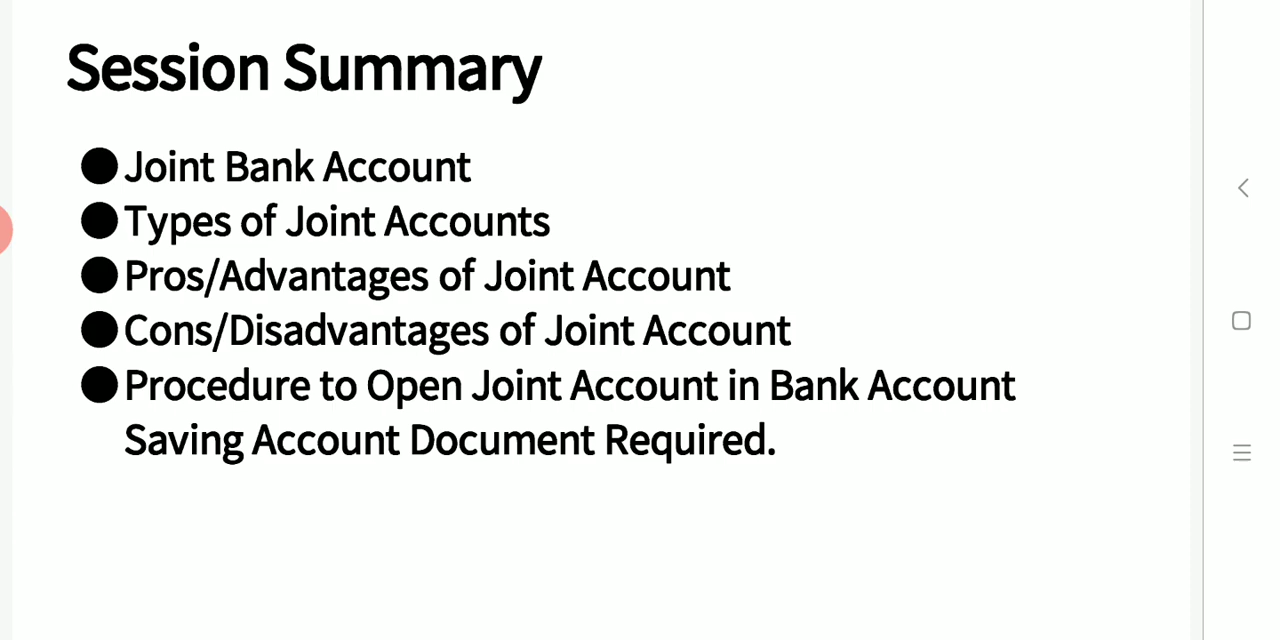 Session Summary
● Joint Bank Account
● Types of Joint Accounts
● Pros/Advantages of Joint Account
● Cons/Disadvantages of Joint Account
● Procedure to Open Joint Account in Bank Account
Saving Account Document Required.